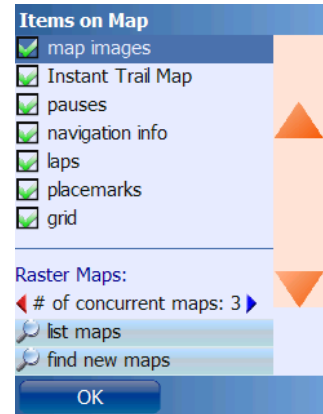 Items on Map
map images
Instant Trail Map
pauses
navigation info
laps
placemarks
grid
Raster Maps:
# of concurrent maps: 3
list maps
find new maps
OK